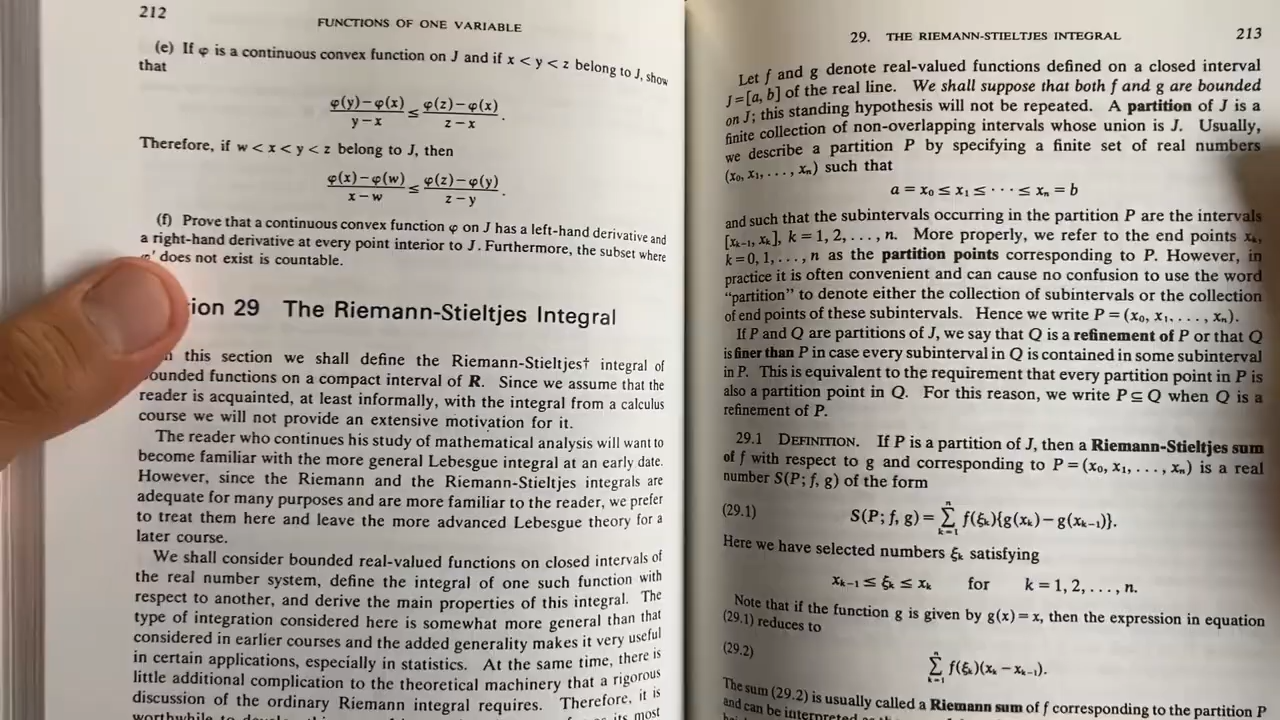 212
FUNCTIONS OF ONE VARIABLE
(e) If φ is a continuous convex function on J and if x < y < z belong to J, show
that
φ(y)−φ(x) / y−x ≤ φ(z)−φ(x) / z−x.
Therefore, if w < x < y < z belong to J, then
φ(x)−φ(w) / x−w ≤ φ(z)−φ(y) / z−y.
(f) Prove that a continuous convex function φ on J has a left-hand derivative and
a right-hand derivative at every point interior to J. Furthermore, the subset where
φ' does not exist is countable.
ion 29 The Riemann-Stieltjes Integral
this section we shall define the Riemann-Stieltjes† integral of
bounded functions on a compact interval of R. Since we assume that the
reader is acquainted, at least informally, with the integral from a calculus
course we will not provide an extensive motivation for it.
The reader who continues his study of mathematical analysis will want to
become familiar with the more general Lebesgue integral at an early date.
However, since the Riemann and the Riemann-Stieltjes integrals are
adequate for many purposes and are more familiar to the reader, we prefer
to treat them here and leave the more advanced Lebesgue theory for a
later course.
We shall consider bounded real-valued functions on closed intervals of
the real number system, define the integral of one such function with
respect to another, and derive the main properties of this integral. The
type of integration considered here is somewhat more general than that
considered in earlier courses and the added generality makes it very useful
in certain applications, especially in statistics. At the same time, there is
little additional complication to the theoretical machinery that a rigorous
discussion of the ordinary Riemann integral requires. Therefore, it is
worthwhile to its most
29. THE RIEMANN-STIELTJES INTEGRAL
213
Let f and g denote real-valued functions defined on a closed interval
J = [a, b] of the real line. We shall suppose that both f and g are bounded
on J; this standing hypothesis will not be repeated. A partition of J is a
finite collection of non-overlapping intervals whose union is J. Usually,
we describe a partition P by specifying a finite set of real numbers
(x₀, x₁, . . . , xₙ) such that
a = x₀ ≤ x₁ ≤ · · · ≤ xₙ = b
and such that the subintervals occurring in the partition P are the intervals
[xₖ₋₁, xₖ], k = 1, 2, . . . , n. More properly, we refer to the end points xₖ,
k = 0, 1, . . . , n as the partition points corresponding to P. However, in
practice it is often convenient and can cause no confusion to use the word
“partition” to denote either the collection of subintervals or the collection
of end points of these subintervals. Hence we write P = (x₀, x₁, . . . , xₙ).
If P and Q are partitions of J, we say that Q is a refinement of P or that Q
is finer than P in case every subinterval in Q is contained in some subinterval
in P. This is equivalent to the requirement that every partition point in P is
also a partition point in Q. For this reason, we write P ⊆ Q when Q is a
refinement of P.
29.1 DEFINITION. If P is a partition of J, then a Riemann-Stieltjes sum
of f with respect to g and corresponding to P = (x₀, x₁, . . . , xₙ) is a real
number S(P; f, g) of the form
(29.1) S(P; f, g) = ∑ₖ₌₁ⁿ f(ξₖ){g(xₖ) − g(xₖ₋₁)}.
Here we have selected numbers ξₖ satisfying
xₖ₋₁ ≤ ξₖ ≤ xₖ for k = 1, 2, . . . , n.
Note that if the function g is given by g(x) = x, then the expression in equation
(29.1) reduces to
(29.2) ∑ₖ₌₁ⁿ f(ξₖ)(xₖ − xₖ₋₁).
The sum (29.2) is usually called a Riemann sum of f corresponding to the partition P
and can be interpreted